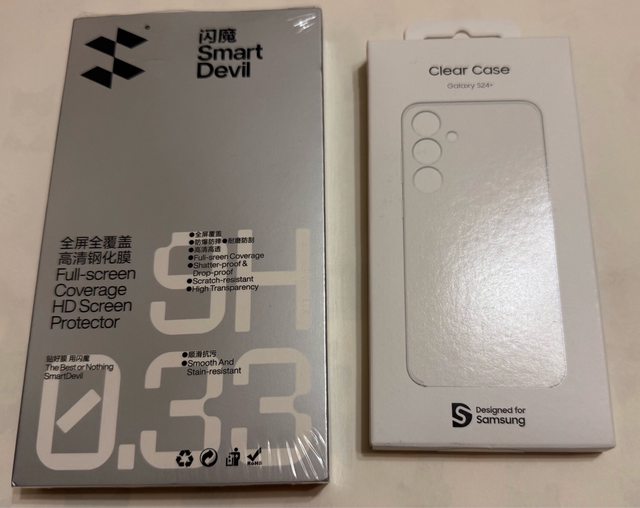 闪魔
Smart
Devil
全屏全覆盖
高清钢化膜
Full-screen
Coverage
HD Screen
Protector
●全屏覆盖
●防爆防摔●耐磨防刮
●高清高透
●Full-sreen Coverage
●Shatter-proof &
Drop-proof
●Scratch-resistant
●High Transparency
9H
贴好膜 用闪魔
The Best or Nothing
SmartDevil
●顺滑抗污
●Smooth And
Stain-resistant
0.33
RoHS
Clear Case
Galaxy S24+
Designed for
Samsung